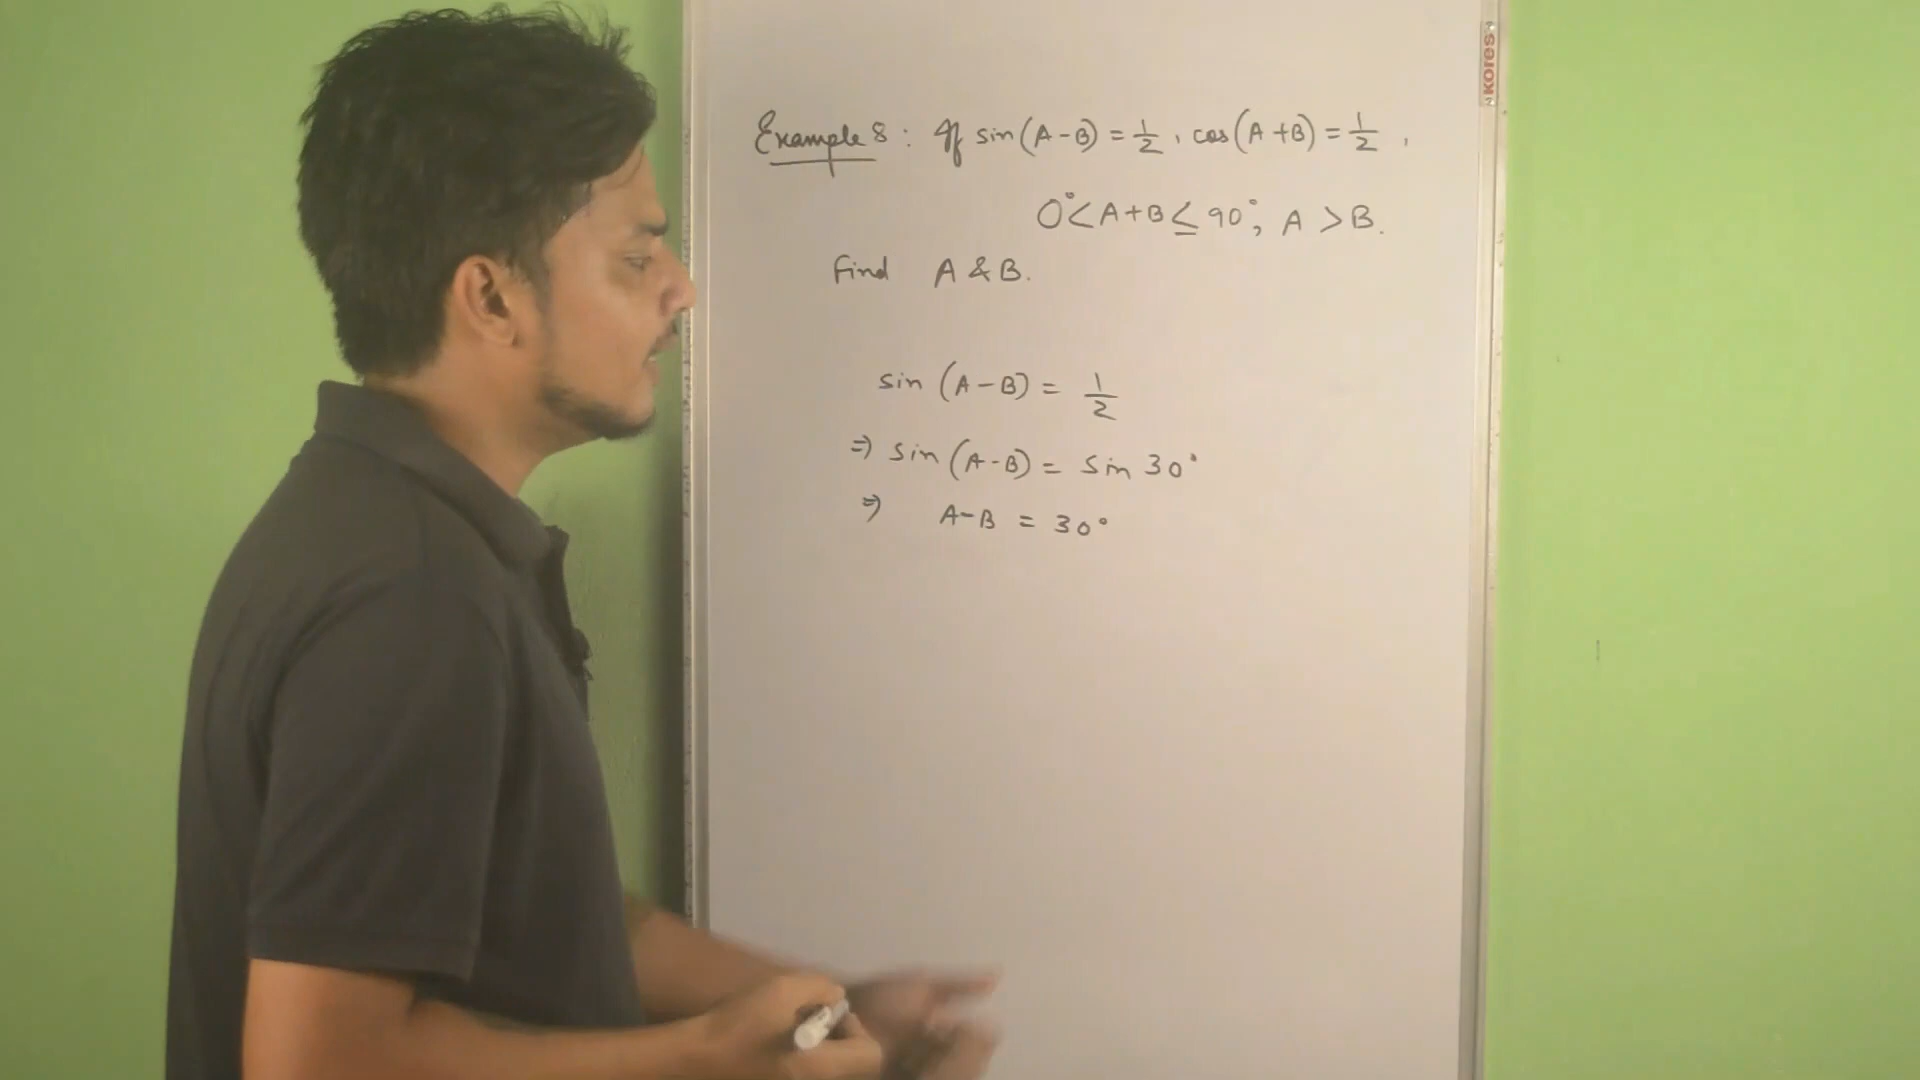 Example 8 : If sin(A-B) = 1/2, cos(A+B) = 1/2,
0°<A+B≤90°, A>B.
Find A & B.
sin (A-B) = 1/2
⇒ sin (A-B) = sin 30°
⇒ A-B = 30°
kores